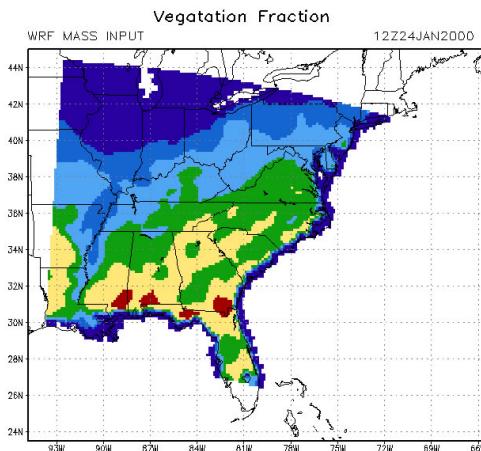 Vegatation Fraction
WRF MASS INPUT 12Z24JAN2000
44N
42N
40N
38N
36N
34N
32N
30N
28N
26N
24N
93W 90W 87W 84W 81W 78W 75W 72W 69W 66W